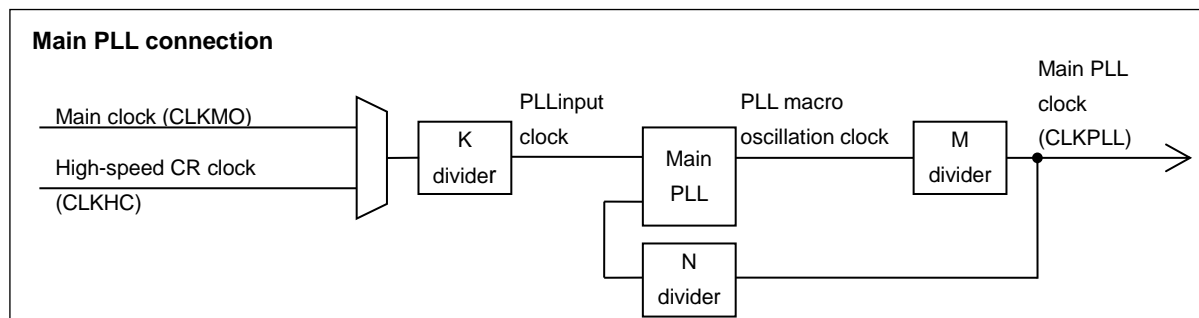 Main PLL connection
Main clock (CLKMO)
High-speed CR clock
(CLKHC)
K
divider
PLLinput
clock
Main
PLL
PLL macro
oscillation clock
M
divider
Main PLL
clock
(CLKPLL)
N
divider